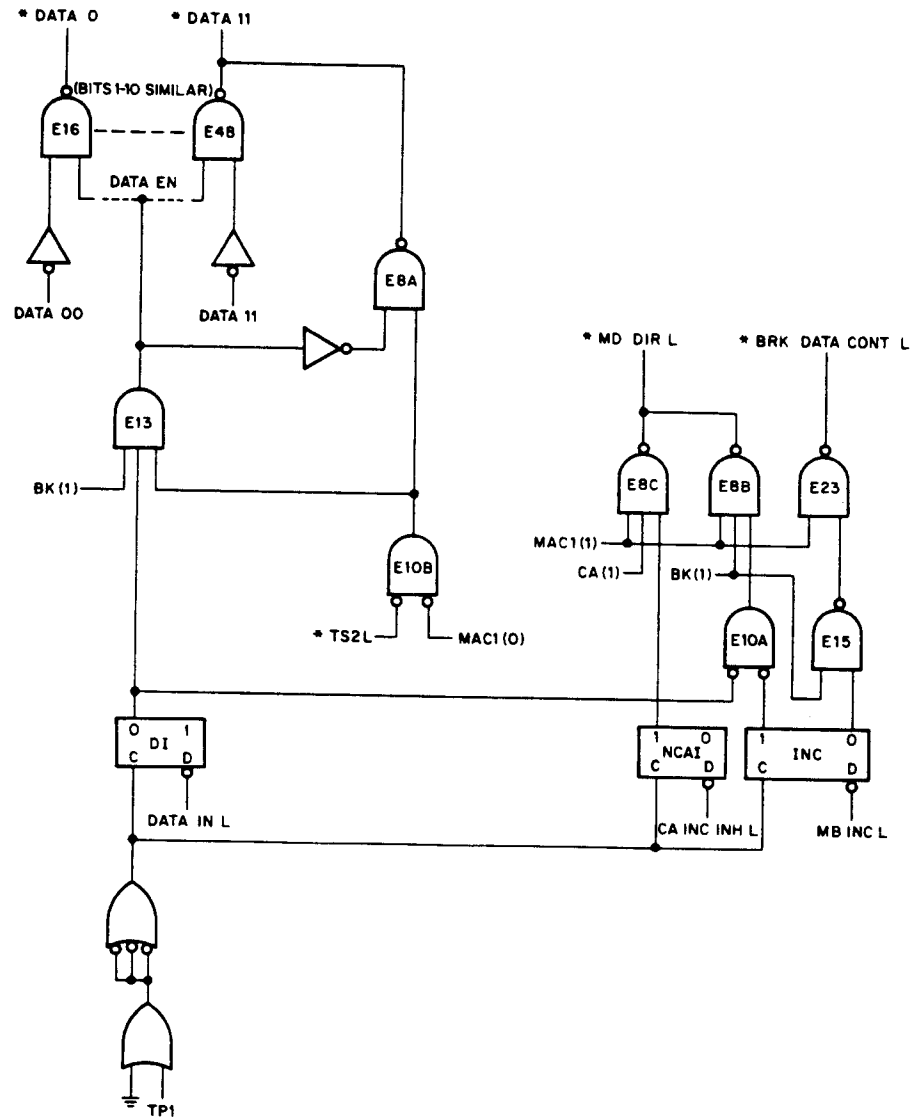 * DATA 0
* DATA 11
(BITS 1-10 SIMILAR)
E16
E4B
DATA EN
E8A
DATA 00
DATA 11
* MD DIR L
* BRK DATA CONT L
E13
BK(1)
E8C
E8B
E23
MAC1(1)
CA(1)
BK(1)
E10B
* TS2L
MAC1(0)
E10A
E15
0 1
DI
C D
1 0
NCAI
C D
1 0
INC
C D
DATA IN L
CA INC INH L
MB INC L
TP1